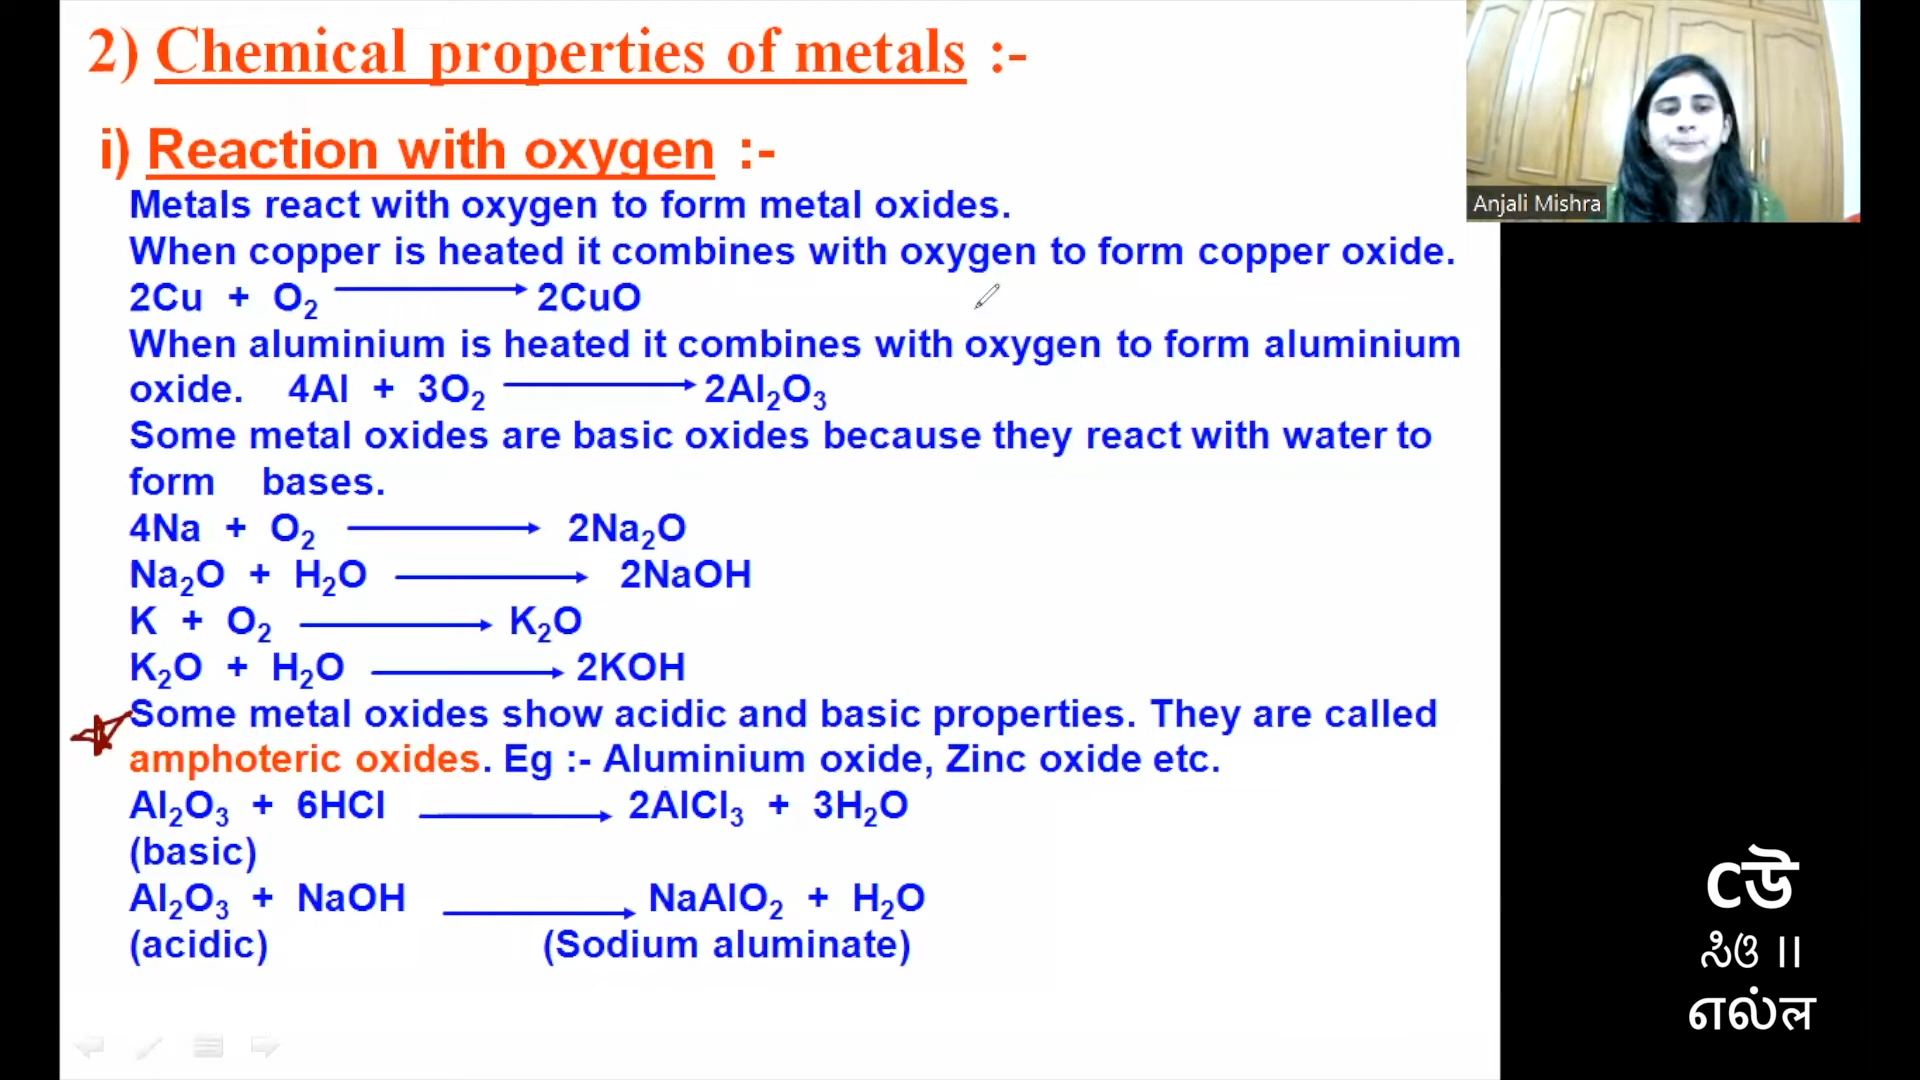 2) Chemical properties of metals :-
i) Reaction with oxygen :-
Metals react with oxygen to form metal oxides.
When copper is heated it combines with oxygen to form copper oxide.
2Cu + O₂ ⟶ 2CuO
When aluminium is heated it combines with oxygen to form aluminium
oxide. 4Al + 3O₂ ⟶ 2Al₂O₃
Some metal oxides are basic oxides because they react with water to
form bases.
4Na + O₂ ⟶ 2Na₂O
Na₂O + H₂O ⟶ 2NaOH
K + O₂ ⟶ K₂O
K₂O + H₂O ⟶ 2KOH
Some metal oxides show acidic and basic properties. They are called
amphoteric oxides. Eg :- Aluminium oxide, Zinc oxide etc.
Al₂O₃ + 6HCl ⟶ 2AlCl₃ + 3H₂O
(basic)
Al₂O₃ + NaOH ⟶ NaAlO₂ + H₂O
(acidic) (Sodium aluminate)
Anjali Mishra